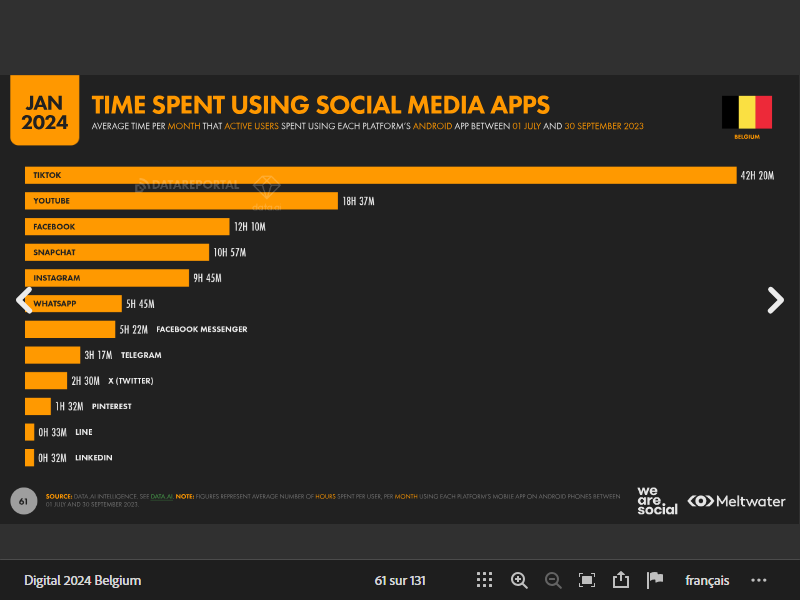 JAN
2024
TIME SPENT USING SOCIAL MEDIA APPS
AVERAGE TIME PER MONTH THAT ACTIVE USERS SPENT USING EACH PLATFORM'S ANDROID APP BETWEEN 01 JULY AND 30 SEPTEMBER 2023
BELGIUM
TIKTOK 42H 20M
DATAREPORTAL
YOUTUBE 18H 37M
FACEBOOK 12H 10M
SNAPCHAT 10H 57M
INSTAGRAM 9H 45M
WHATSAPP 5H 45M
5H 22M FACEBOOK MESSENGER
3H 17M TELEGRAM
2H 30M X (TWITTER)
1H 32M PINTEREST
0H 33M LINE
0H 32M LINKEDIN
61
SOURCE: DATA.AI INTELLIGENCE. SEE DATA.AI. NOTE: FIGURES REPRESENT AVERAGE NUMBER OF HOURS SPENT PER USER, PER MONTH USING EACH PLATFORM'S MOBILE APP ON ANDROID PHONES BETWEEN
01 JULY AND 30 SEPTEMBER 2023.
we
are
social
Meltwater
Digital 2024 Belgium
61 sur 131
français